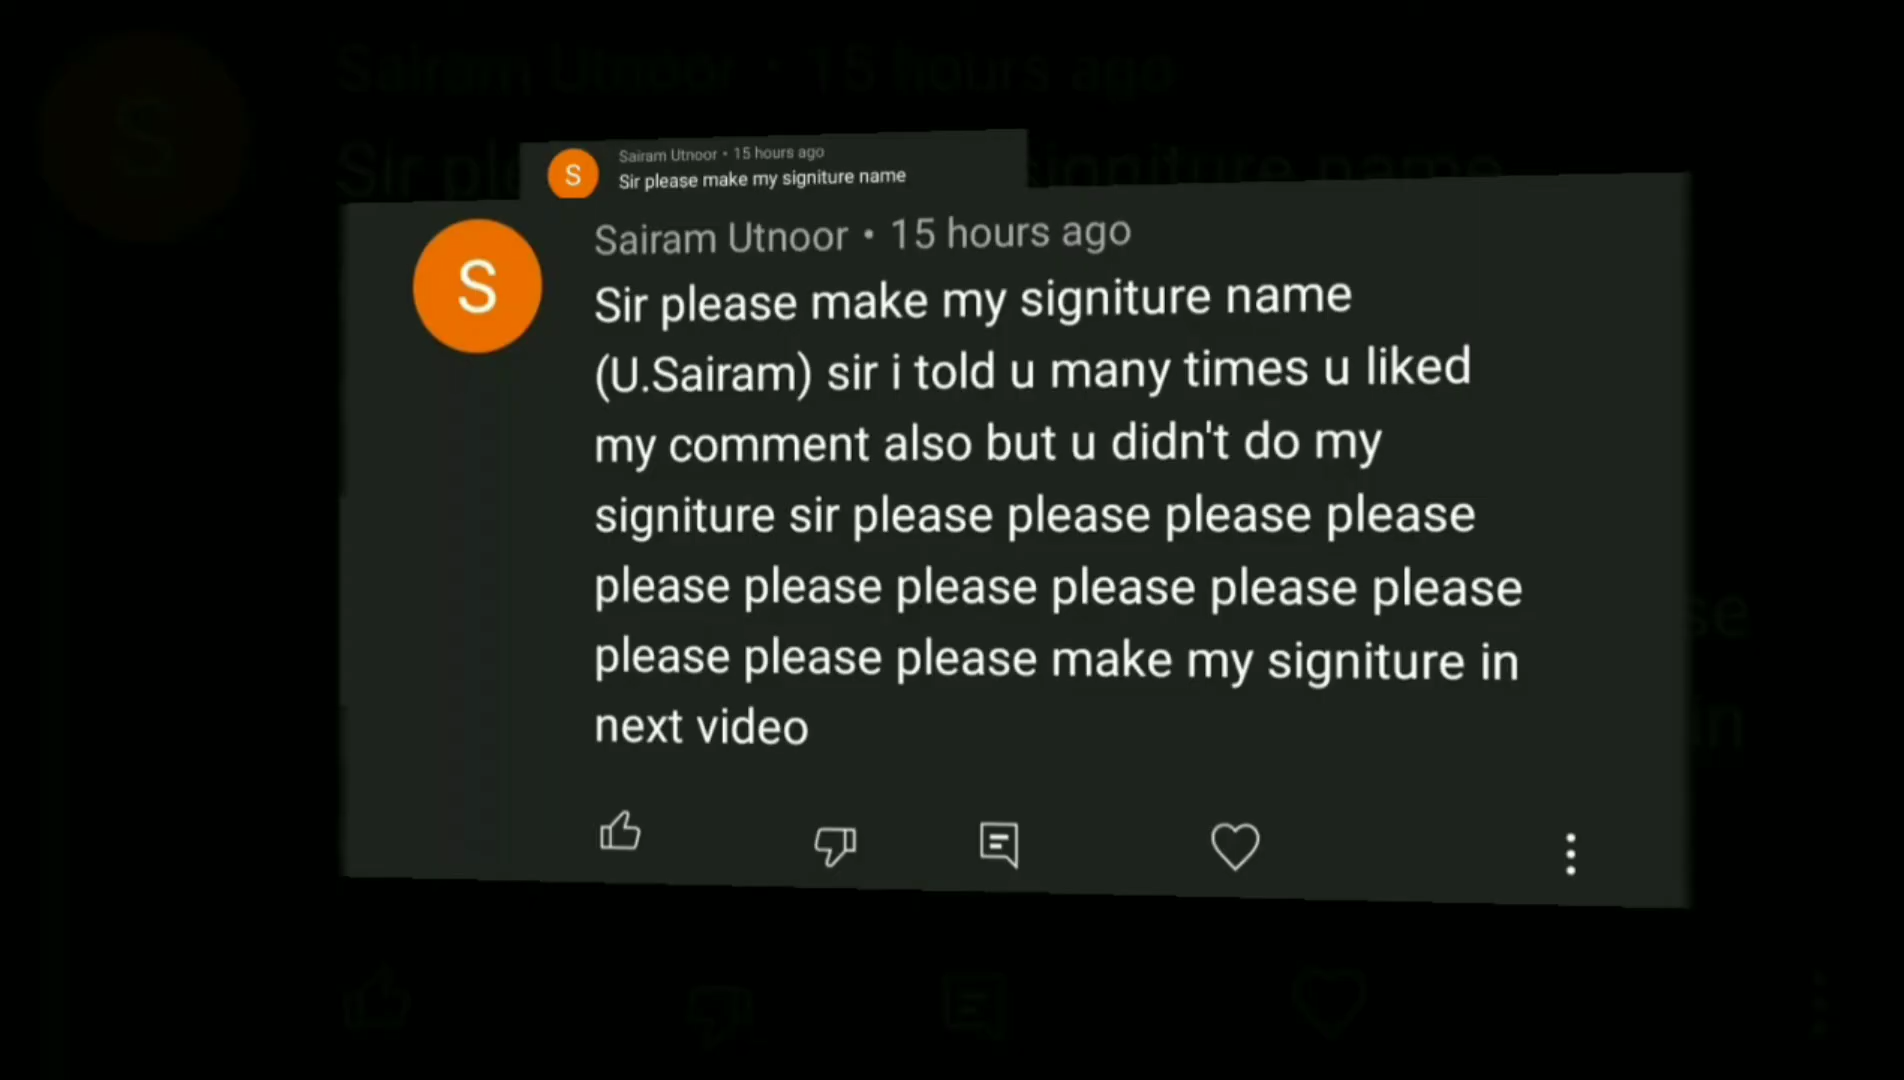 Sairam Utnoor • 15 hours ago
Sir please make my signiture name
S
Sairam Utnoor • 15 hours ago
S
Sir please make my signiture name
(U.Sairam) sir i told u many times u liked
my comment also but u didn't do my
signiture sir please please please please
please please please please please please
please please please make my signiture in
next video